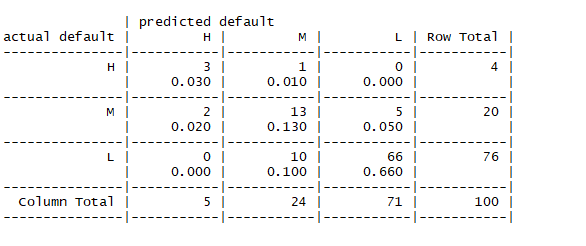 | predicted default
actual default | H | M | L | Row Total |
---------------|-----------|-----------|-----------|-----------|
H | 3 | 1 | 0 | 4 |
| 0.030 | 0.010 | 0.000 | |
---------------|-----------|-----------|-----------|-----------|
M | 2 | 13 | 5 | 20 |
| 0.020 | 0.130 | 0.050 | |
---------------|-----------|-----------|-----------|-----------|
L | 0 | 10 | 66 | 76 |
| 0.000 | 0.100 | 0.660 | |
---------------|-----------|-----------|-----------|-----------|
Column Total | 5 | 24 | 71 | 100 |
---------------|-----------|-----------|-----------|-----------|